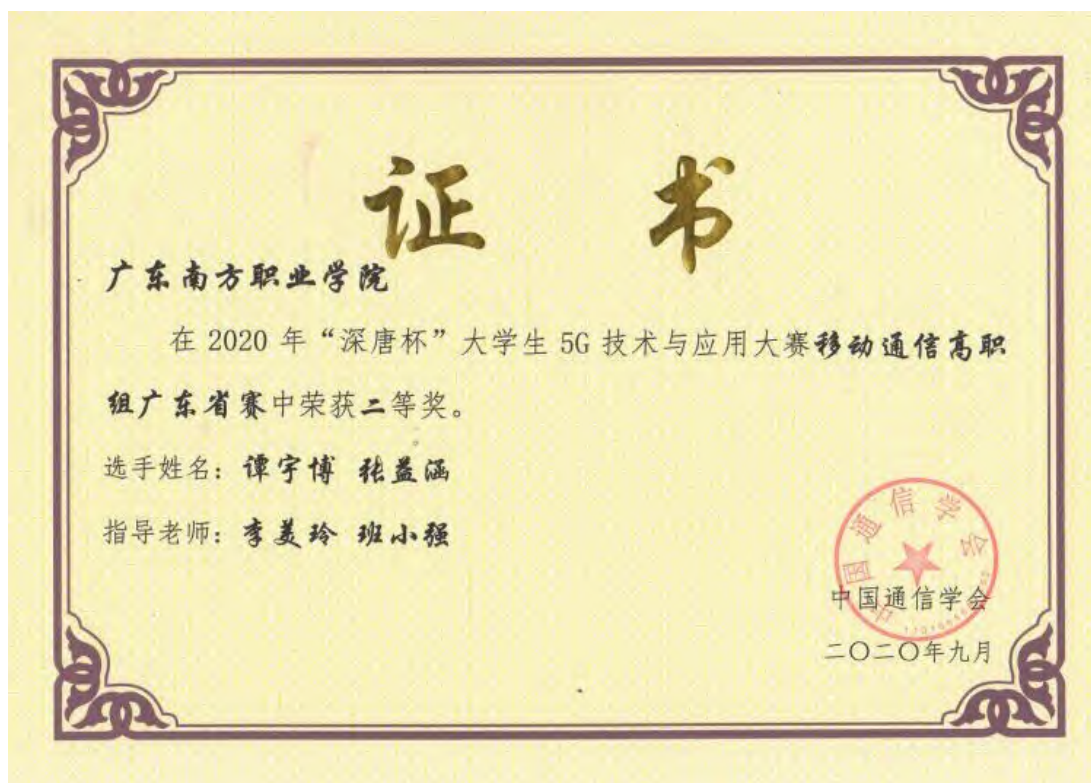 证 书
广东南方职业学院
在 2020 年“深唐杯”大学生 5G 技术与应用大赛移动通信高职
组广东省赛中荣获二等奖。
选手姓名：谭宇博 张益涵
指导老师：李美玲 班小强
中国通信学会
中国通信学会
二〇二〇年九月